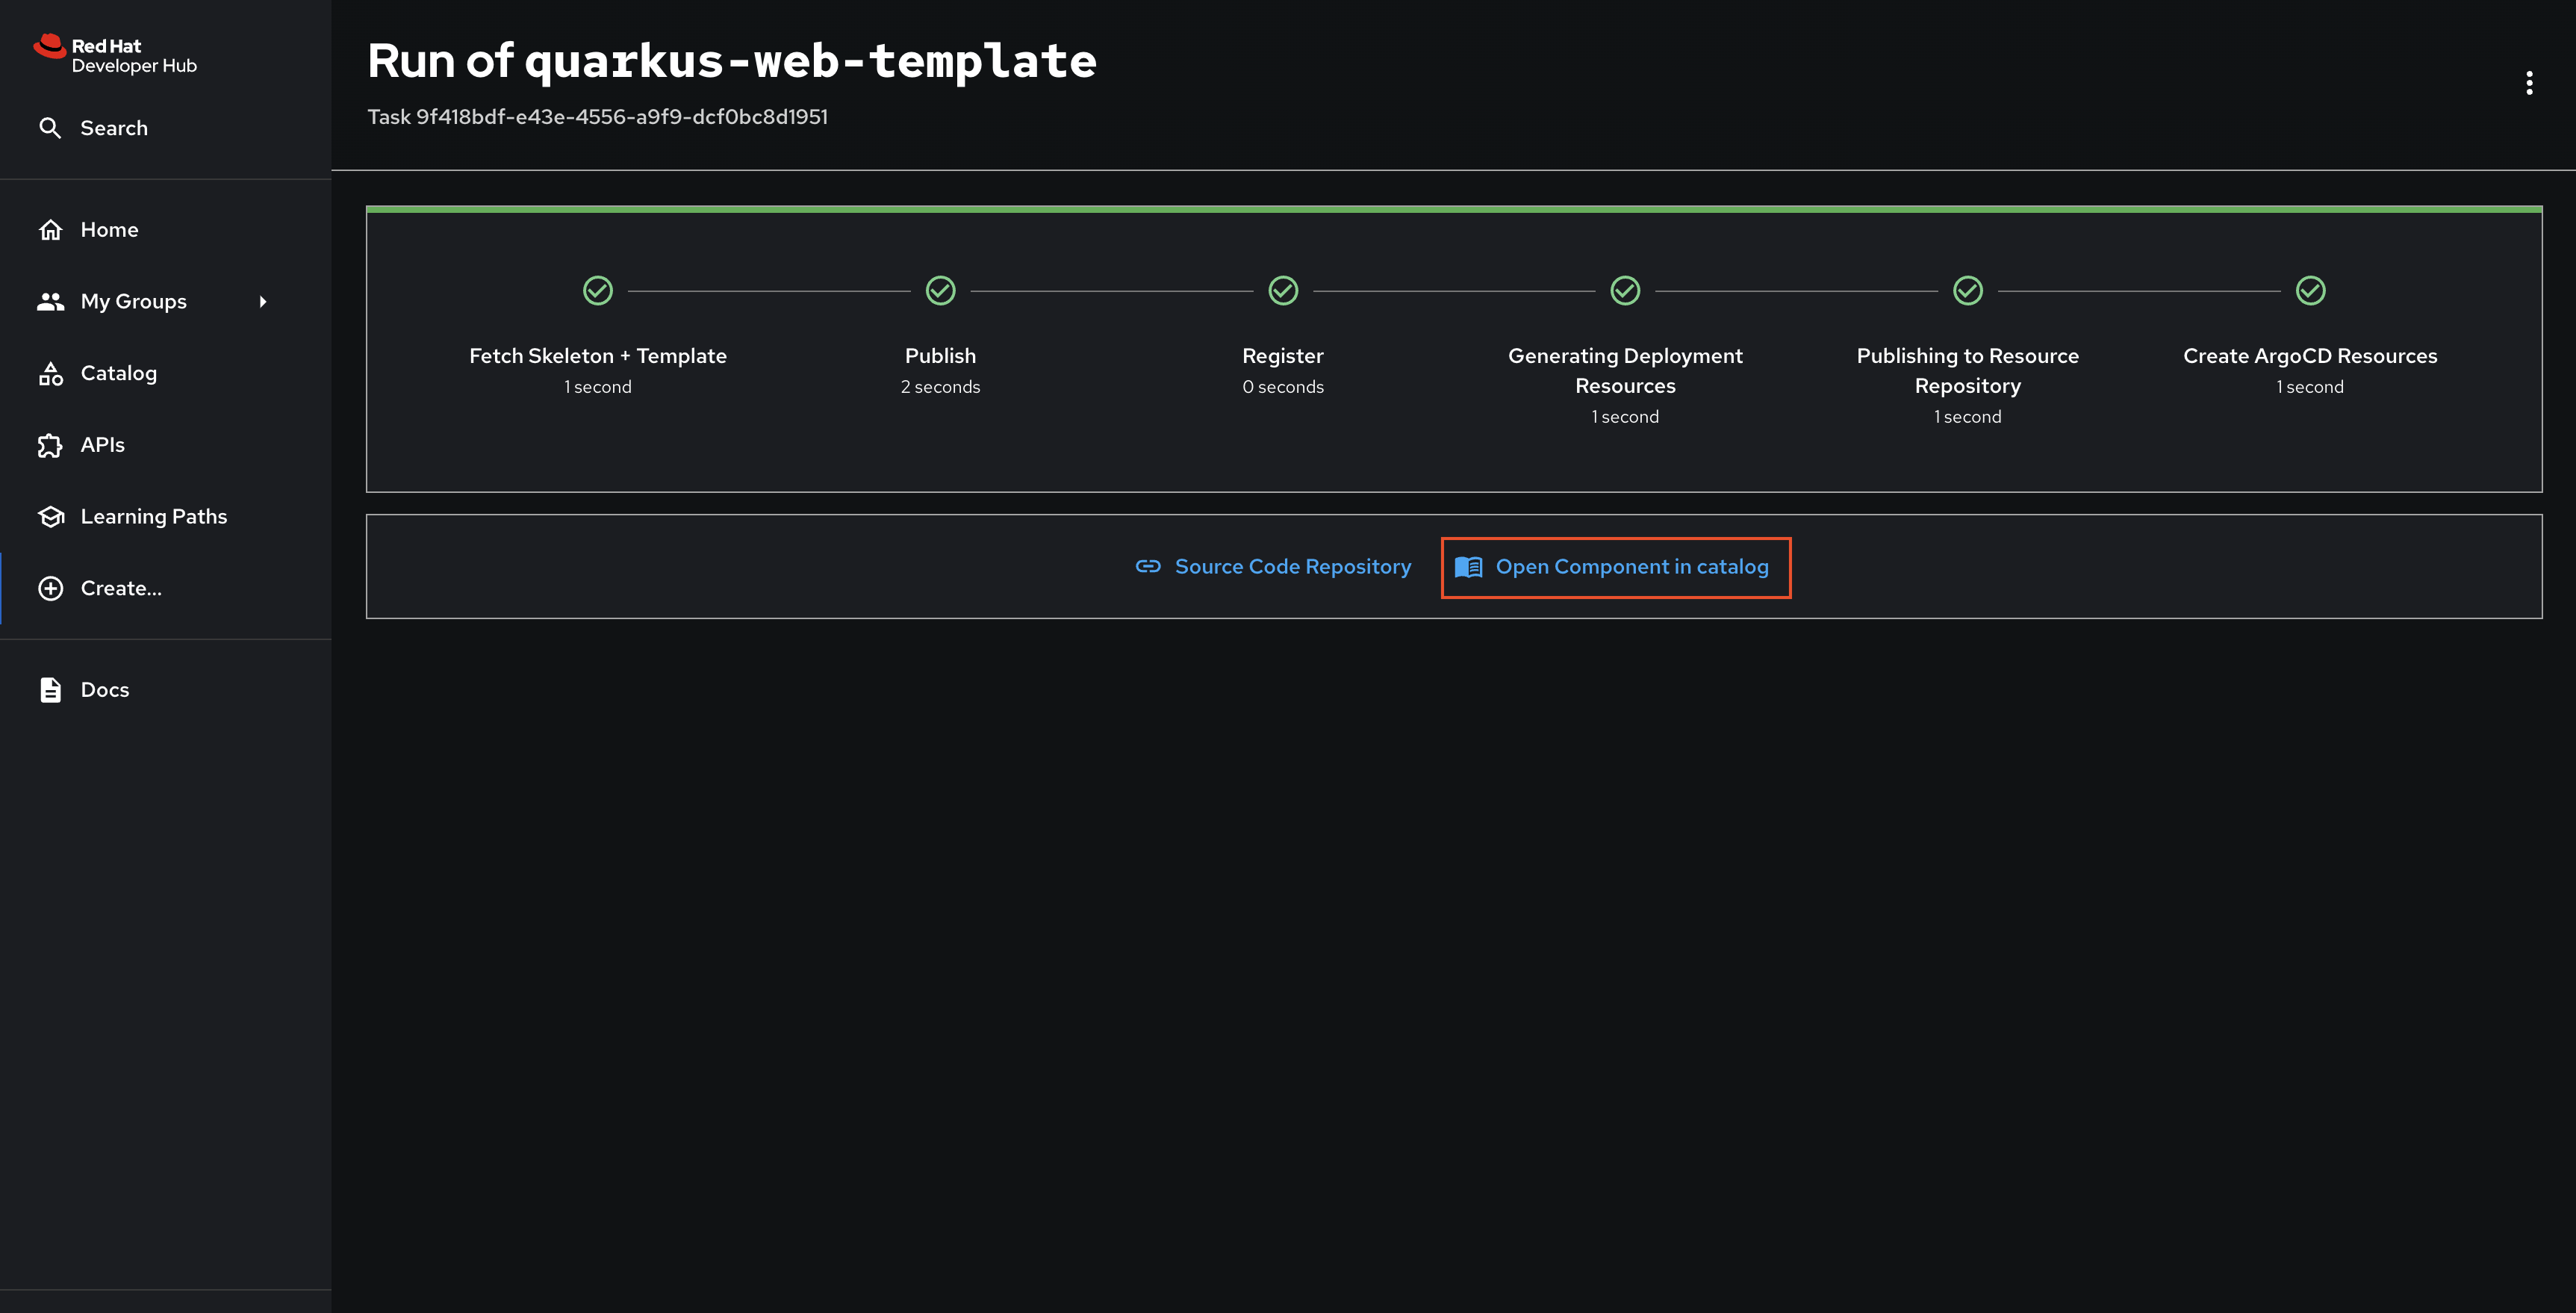 Red Hat
Developer Hub
Search
Home
My Groups
Catalog
APIs
Learning Paths
Create...
Docs
Run of quarkus-web-template
Task 9f418bdf-e43e-4556-a9f9-dcf0bc8d1951
Fetch Skeleton + Template
1 second
Publish
2 seconds
Register
0 seconds
Generating Deployment
Resources
1 second
Publishing to Resource
Repository
1 second
Create ArgoCD Resources
1 second
Source Code Repository
Open Component in catalog